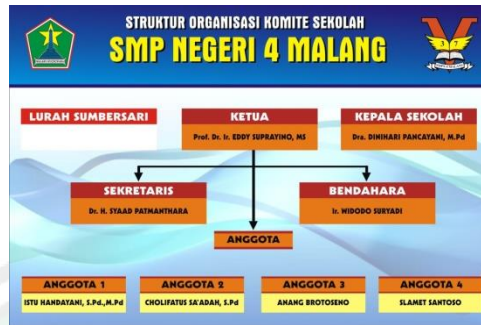 STRUKTUR ORGANISASI KOMITE SEKOLAH
SMP NEGERI 4 MALANG
LURAH SUMBERSARI
KETUA
Prof. Dr. Ir. EDDY SUPRAYINO, MS
KEPALA SEKOLAH
Dra. DINIHARI PANCAYANI, M.Pd
SEKRETARIS
Dr. H. SYAAD PATMANTHARA
BENDAHARA
Ir. WIDODO SURYADI
ANGGOTA
ANGGOTA 1
ISTU HANDAYANI, S.Pd.,M.Pd
ANGGOTA 2
CHOLIFATUS SA'ADAH, S.Pd
ANGGOTA 3
ANANG BROTOSENO
ANGGOTA 4
SLAMET SANTOSO